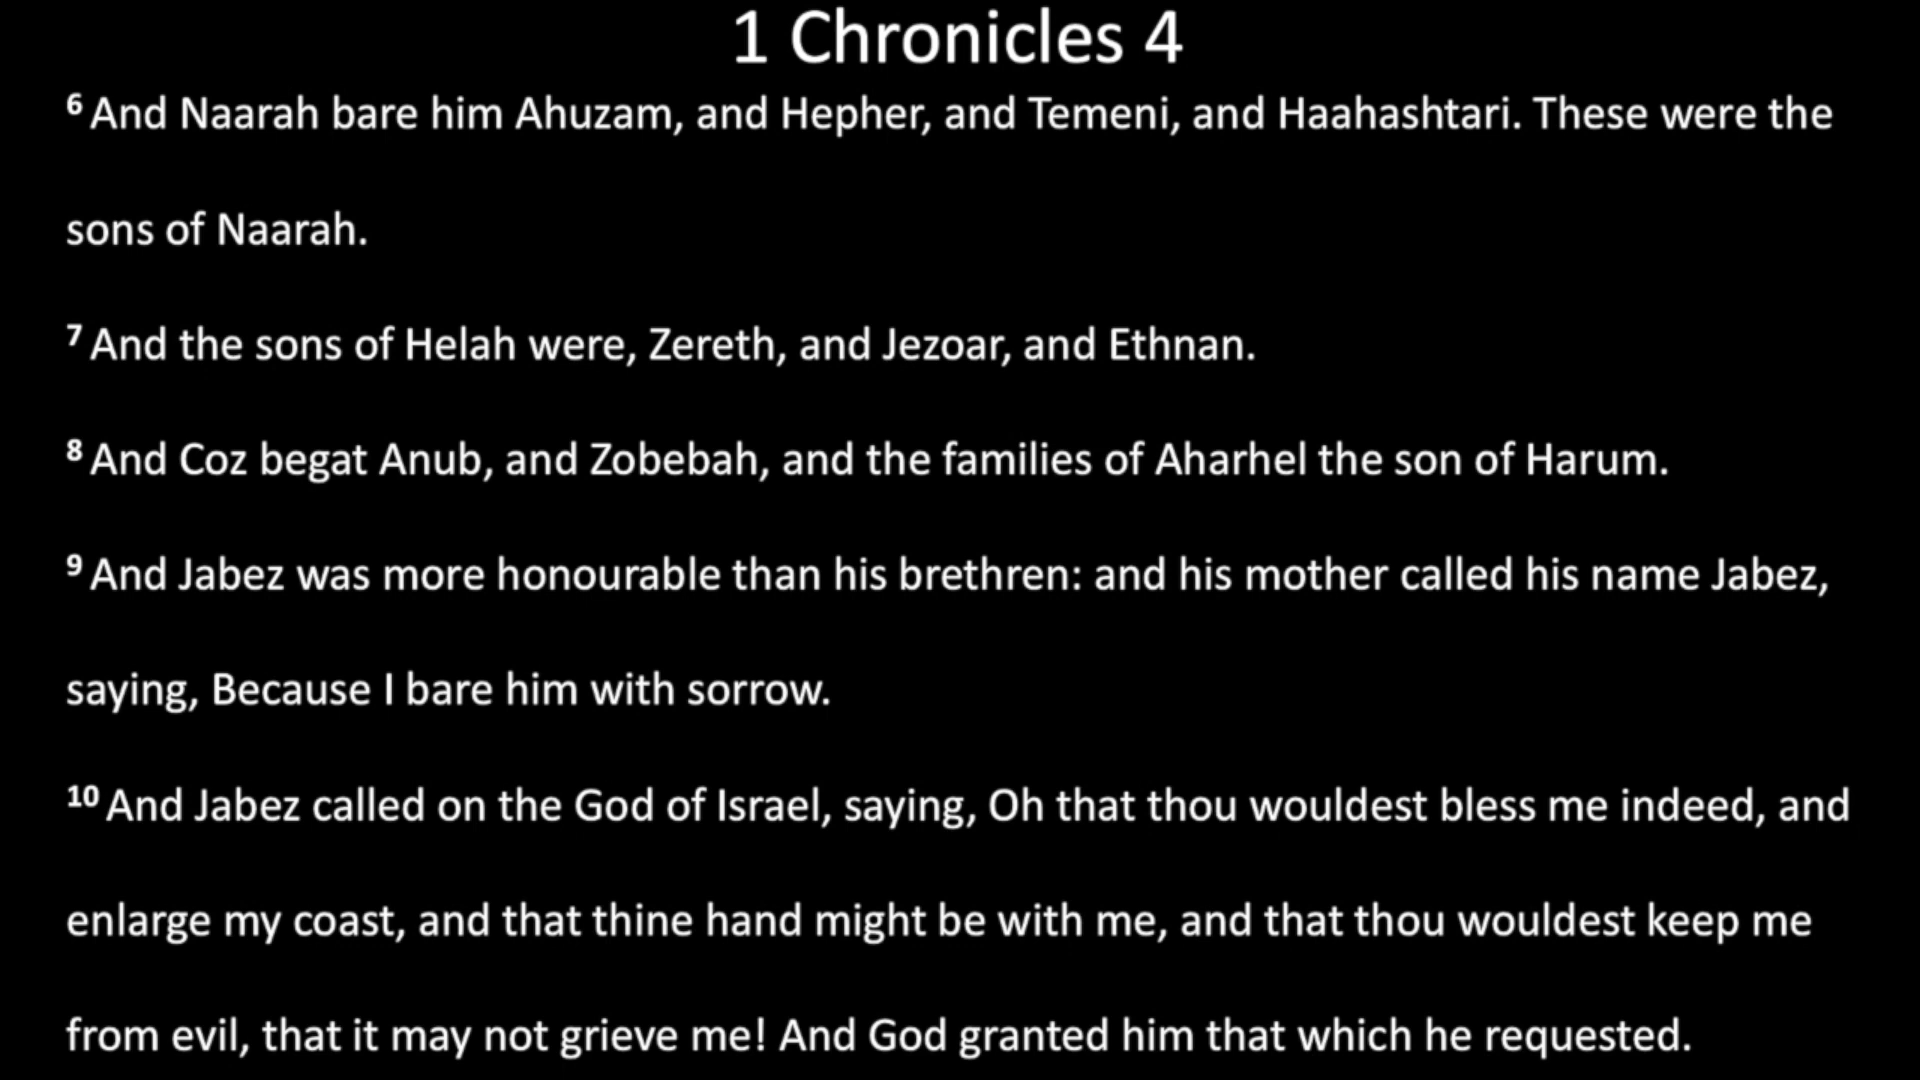 1 Chronicles 4
6 And Naarah bare him Ahuzam, and Hepher, and Temeni, and Haahashtari. These were the
sons of Naarah.
7 And the sons of Helah were, Zereth, and Jezoar, and Ethnan.
8 And Coz begat Anub, and Zobebah, and the families of Aharhel the son of Harum.
9 And Jabez was more honourable than his brethren: and his mother called his name Jabez,
saying, Because I bare him with sorrow.
10 And Jabez called on the God of Israel, saying, Oh that thou wouldest bless me indeed, and
enlarge my coast, and that thine hand might be with me, and that thou wouldest keep me
from evil, that it may not grieve me! And God granted him that which he requested.